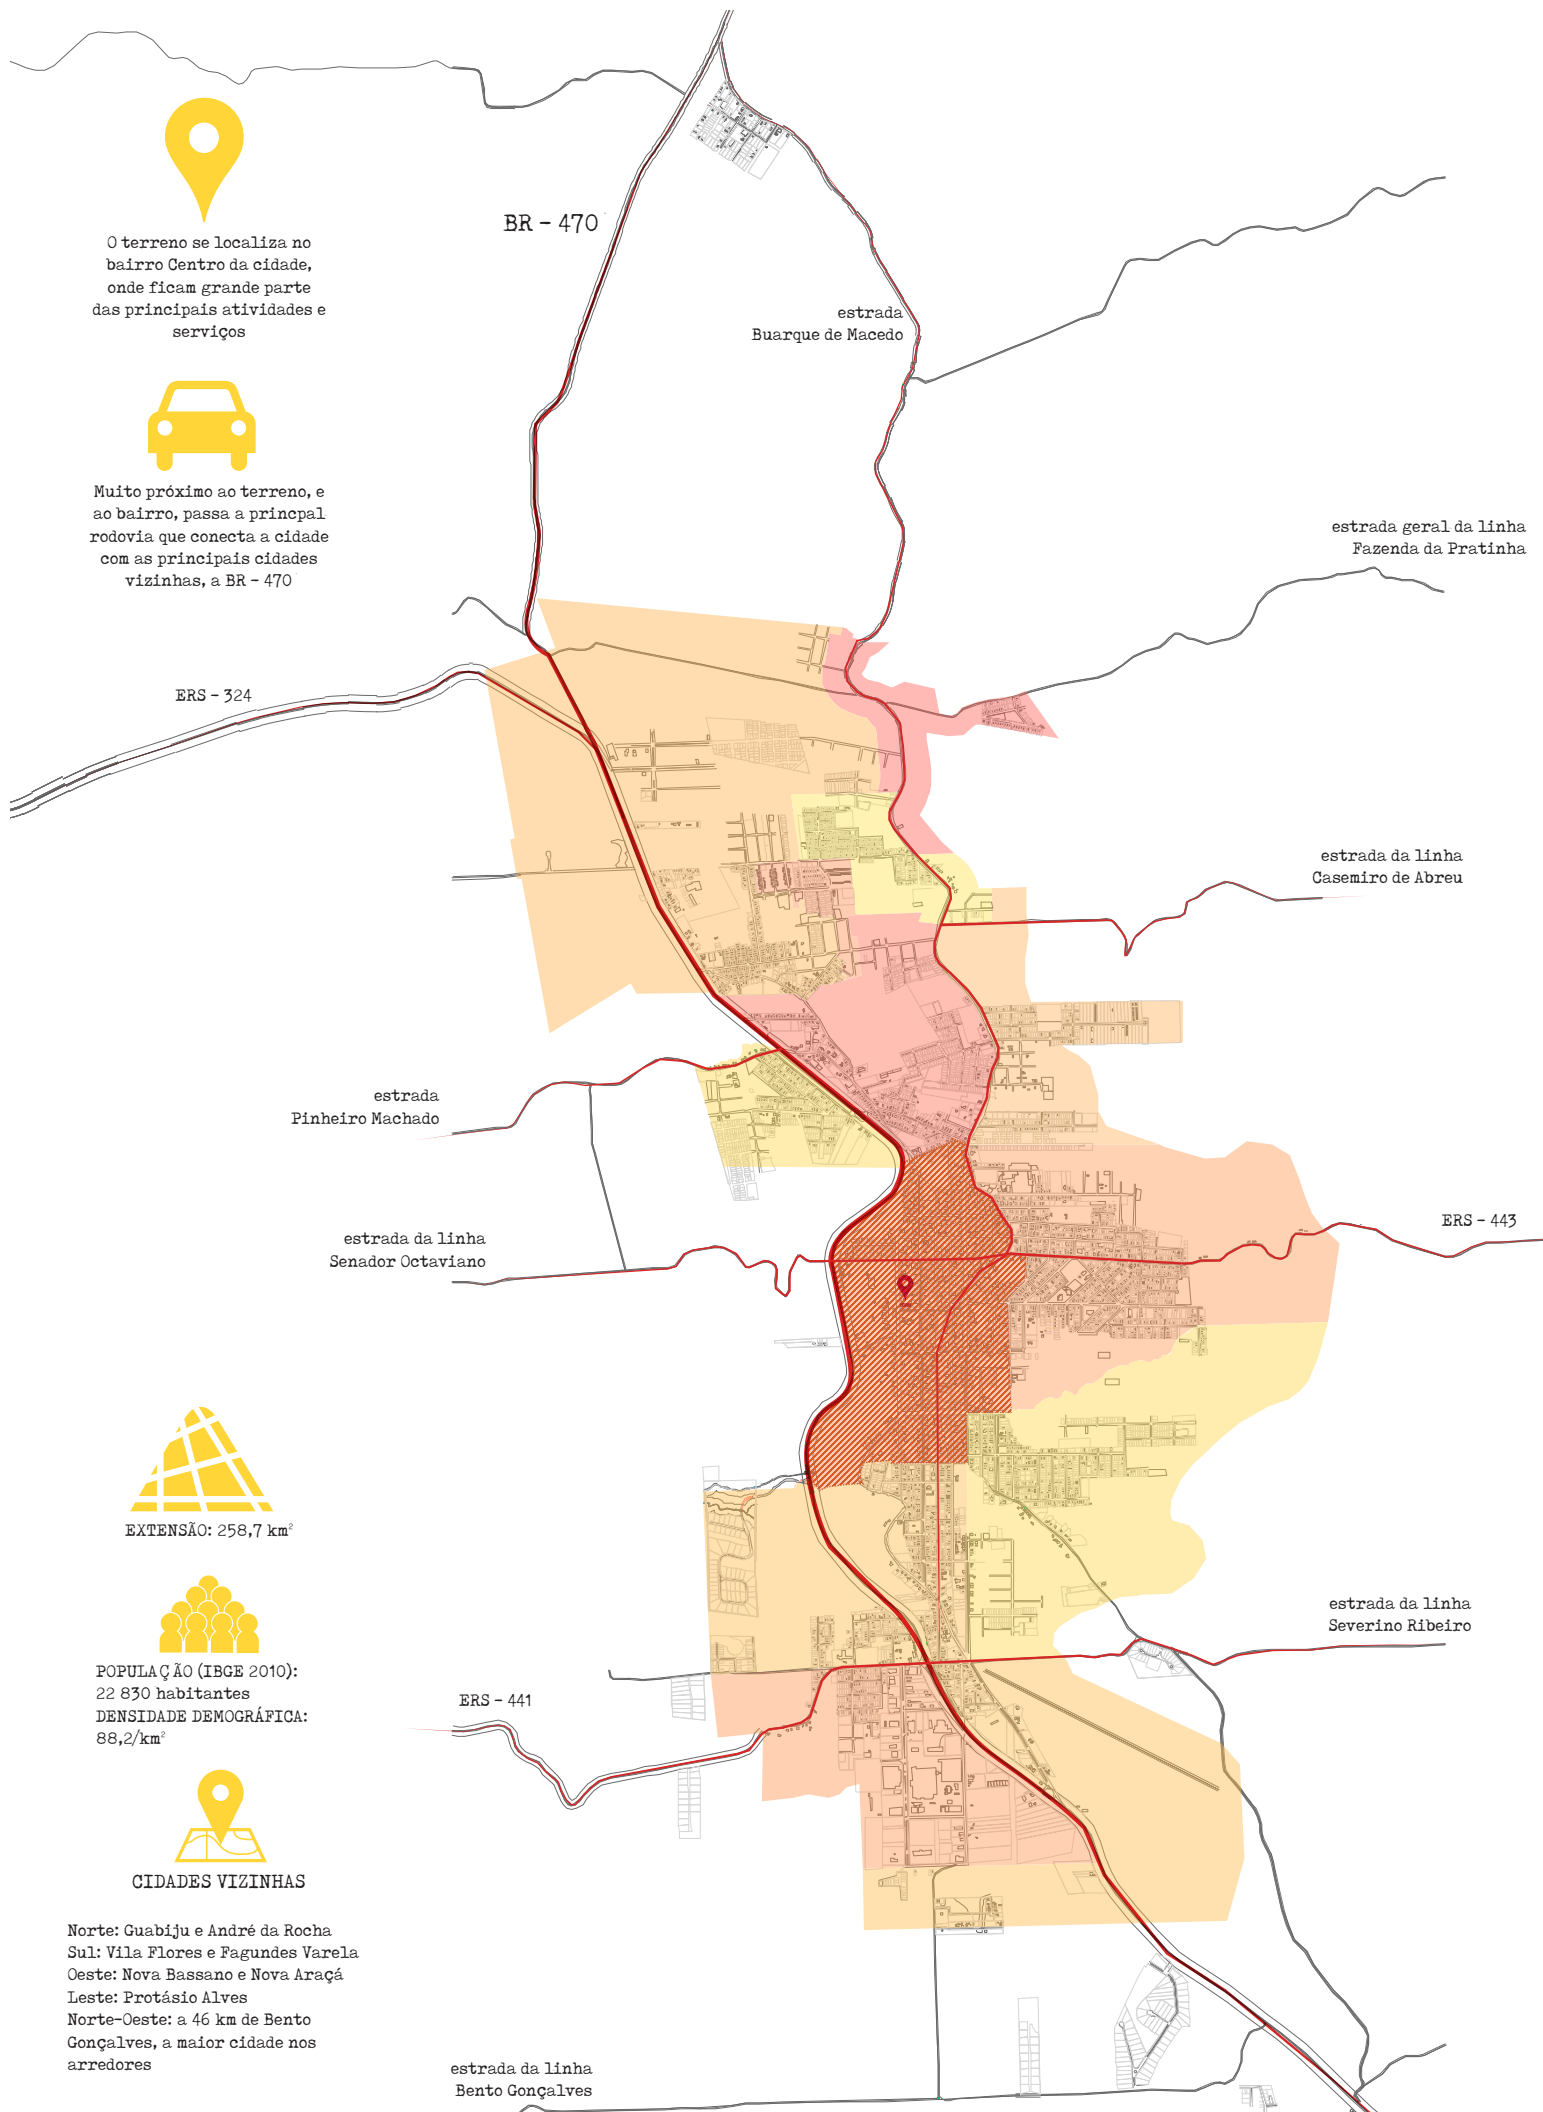 BR - 470
O terreno se localiza no
bairro Centro da cidade,
onde ficam grande parte
das principais atividades e
serviços
estrada
Buarque de Macedo
Muito próximo ao terreno, e
ao bairro, passa a princpal
rodovia que conecta a cidade
com as principais cidades
vizinhas, a BR - 470
estrada geral da linha
Fazenda da Pratinha
ERS - 324
estrada da linha
Casemiro de Abreu
estrada
Pinheiro Machado
estrada da linha
Senador Octaviano
ERS - 443
EXTENSÃO: 258,7 km²
estrada da linha
Severino Ribeiro
POPULAÇÃO (IBGE 2010):
22 830 habitantes
DENSIDADE DEMOGRÁFICA:
88,2/km²
ERS - 441
CIDADES VIZINHAS
Norte: Guabiju e André da Rocha
Sul: Vila Flores e Fagundes Varela
Oeste: Nova Bassano e Nova Araçá
Leste: Protásio Alves
Norte-Oeste: a 46 km de Bento
Gonçalves, a maior cidade nos
arredores
estrada da linha
Bento Gonçalves